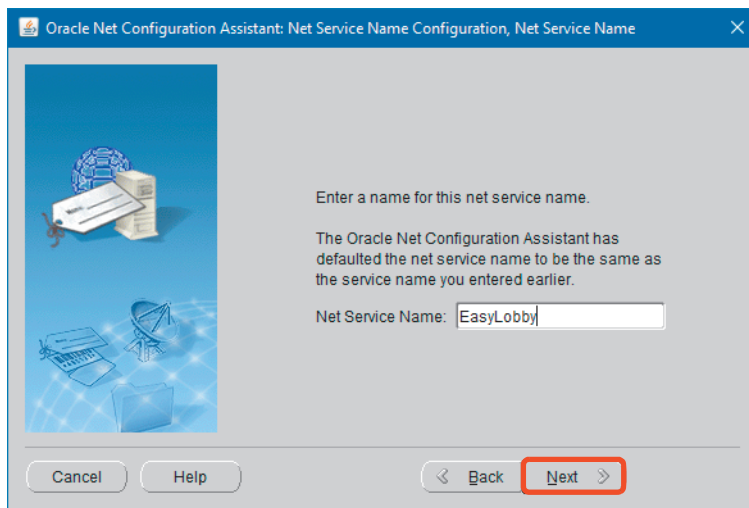 Oracle Net Configuration Assistant: Net Service Name Configuration, Net Service Name
Enter a name for this net service name.
The Oracle Net Configuration Assistant has
defaulted the net service name to be the same as
the service name you entered earlier.
Net Service Name: EasyLobby
Cancel Help Back Next